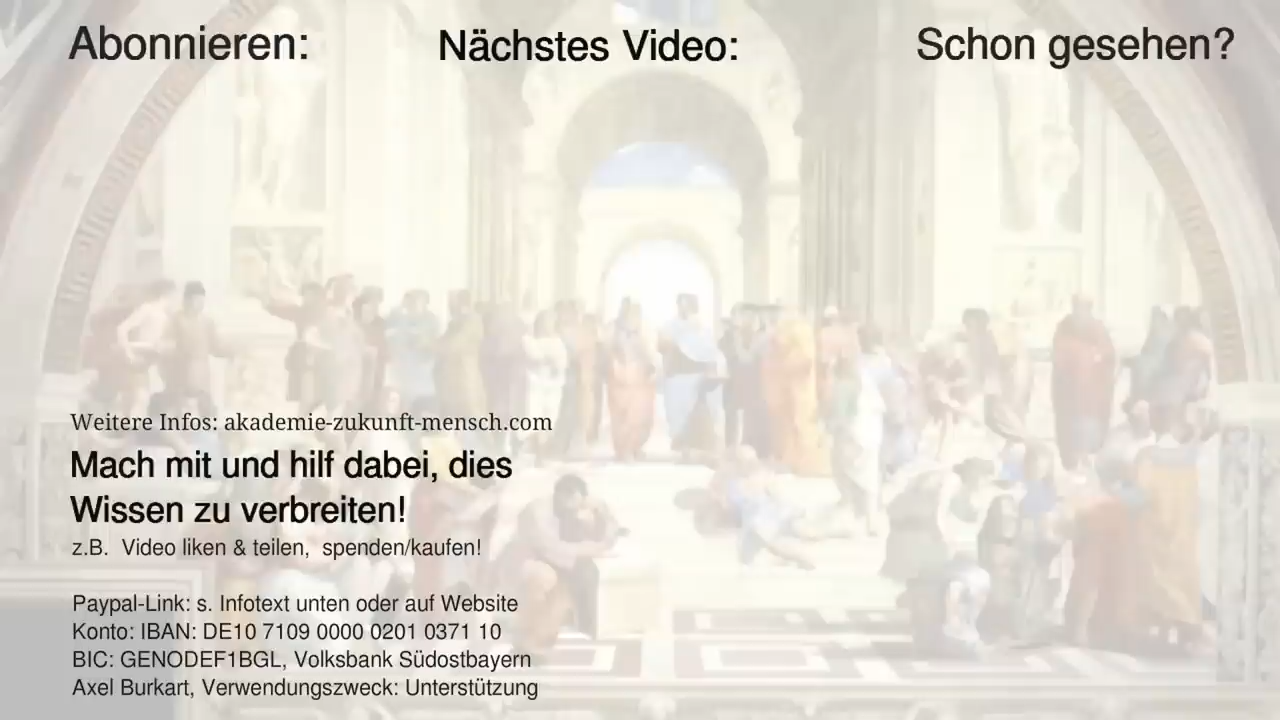 Abonnieren:
Nächstes Video:
Schon gesehen?
Weitere Infos: akademie-zukunft-mensch.com
Mach mit und hilf dabei, dies
Wissen zu verbreiten!
z.B. Video liken & teilen, spenden/kaufen!
Paypal-Link: s. Infotext unten oder auf Website
Konto: IBAN: DE10 7109 0000 0201 0371 10
BIC: GENODEF1BGL, Volksbank Südostbayern
Axel Burkart, Verwendungszweck: Unterstützung